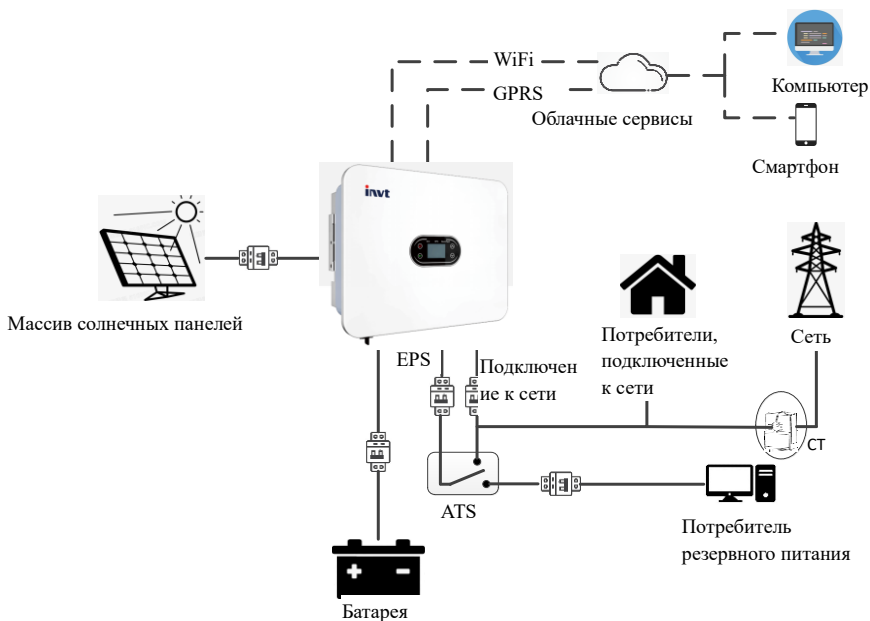 WiFi
GPRS
Облачные сервисы
Компьютер
Смартфон
invt
Массив солнечных панелей
EPS
Подключен
ие к сети
Потребители,
подключенные
к сети
Сеть
CT
ATS
Потребитель
резервного питания
Батарея